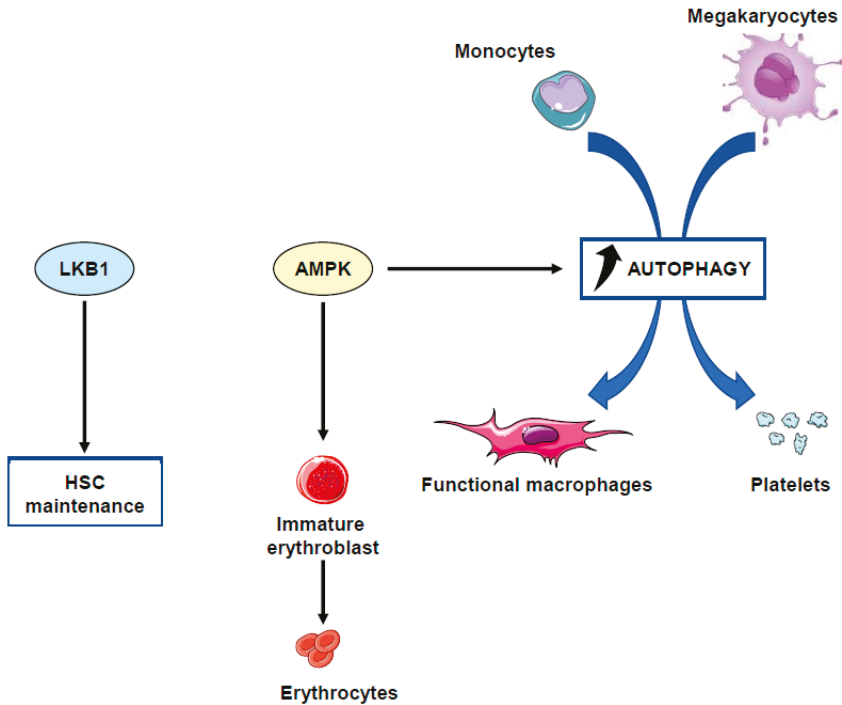 Megakaryocytes
Monocytes
LKB1
AMPK
AUTOPHAGY
HSC
maintenance
Functional macrophages
Platelets
Immature
erythroblast
Erythrocytes